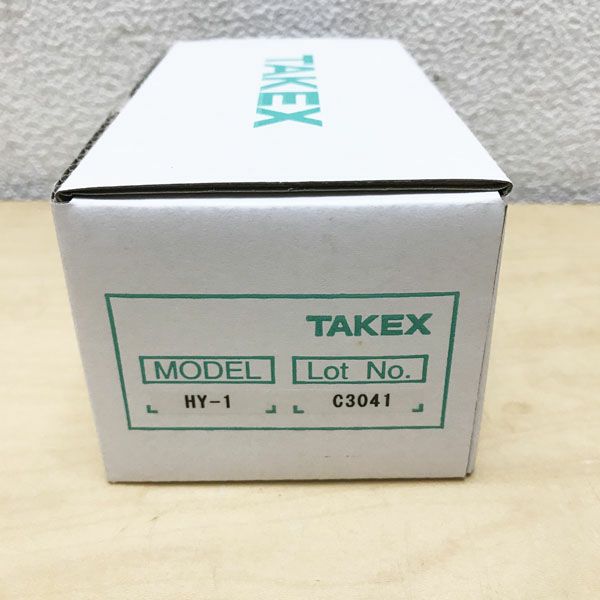 TAKEX
TAKEX
MODEL Lot No.
HY-1 C3041